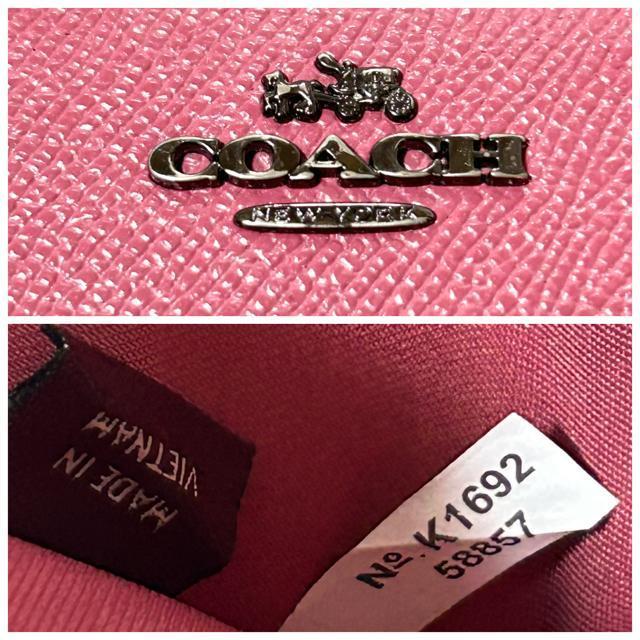 COACH
NEW-YORK
MADE IN
VIETNAM
Nº. K1692
58857